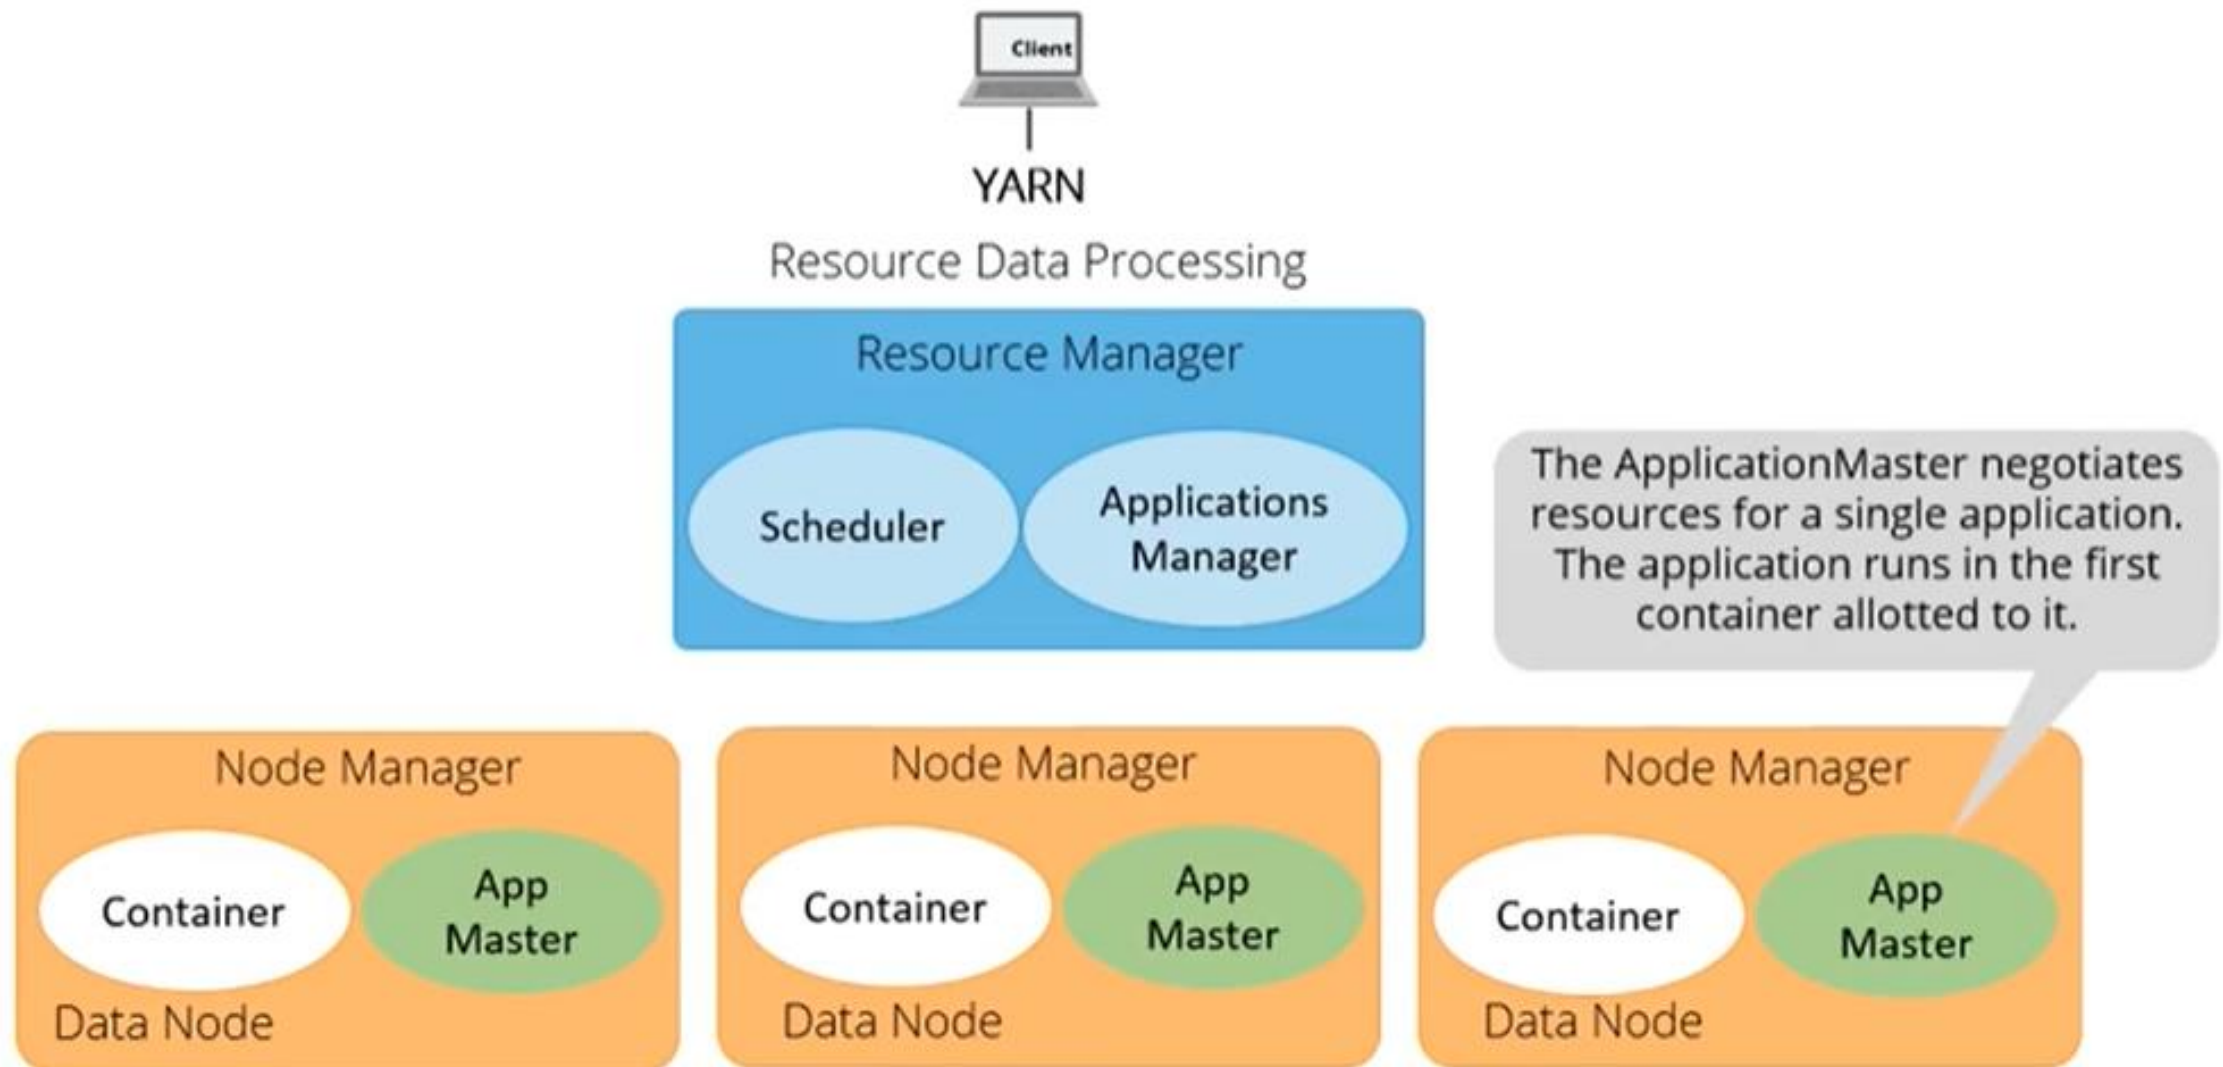 Client
YARN
Resource Data Processing
Resource Manager
Scheduler
Applications
Manager
The ApplicationMaster negotiates
resources for a single application.
The application runs in the first
container allotted to it.
Node Manager
Container
App
Master
Data Node
Node Manager
Container
App
Master
Data Node
Node Manager
Container
App
Master
Data Node